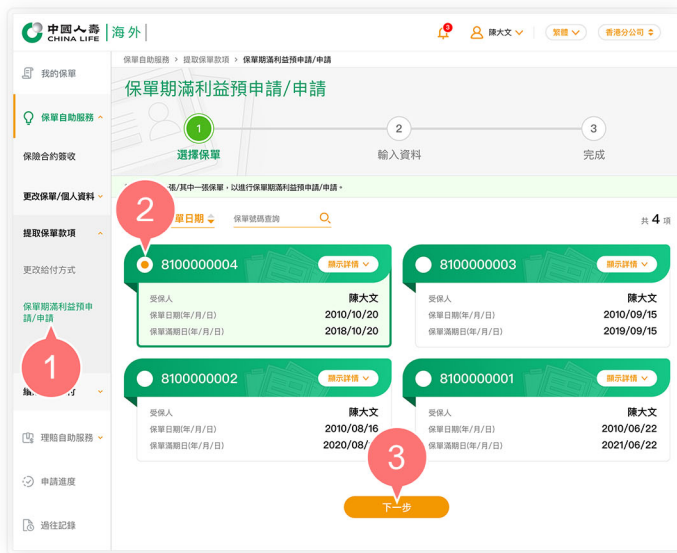 中國人壽
CHINA LIFE
海外
陳大文
繁體
香港分公司
我的保單
保單自助服務
保險合約簽收
更改保單/個人資料
提取保單款項
更改給付方式
保單期滿利益預申
請/申請
1
理賠自助服務
申請進度
過往記錄
保單自助服務 > 提取保單款項 > 保單期滿利益預申請/申請
保單期滿利益預申請/申請
1
選擇保單
2
輸入資料
3
完成
張/其中一張保單，以進行保單期滿利益預申請/申請。
2
單日期
保單號碼查詢
共 4 項
8100000004
顯示詳情
受保人 陳大文
保單日期(年/月/日) 2010/10/20
保單滿期日(年/月/日) 2018/10/20
8100000003
顯示詳情
受保人 陳大文
保單日期(年/月/日) 2010/09/15
保單滿期日(年/月/日) 2019/09/15
8100000002
顯示詳情
受保人 陳大文
保單日期(年/月/日) 2010/08/16
保單滿期日(年/月/日) 2020/08/
8100000001
顯示詳情
受保人 陳大文
保單日期(年/月/日) 2010/06/22
保單滿期日(年/月/日) 2021/06/22
3
下一步